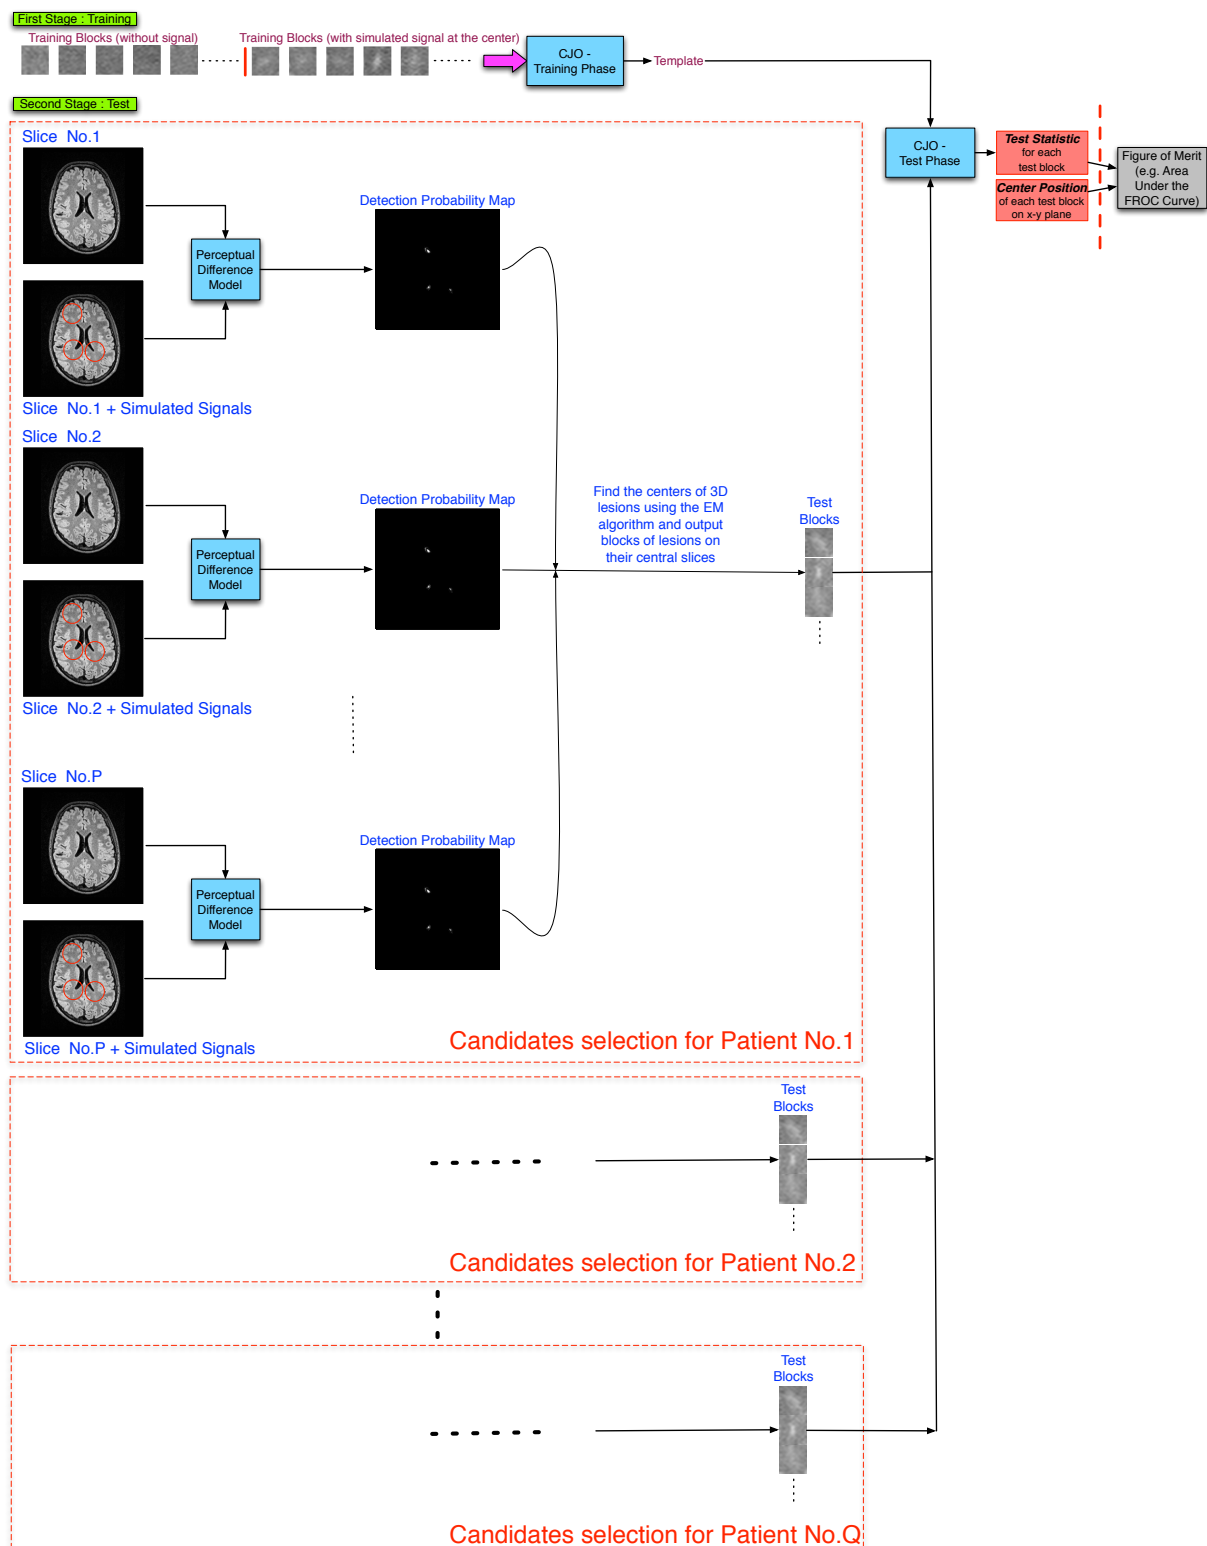 First Stage : Training
Training Blocks (without signal)
Training Blocks (with simulated signal at the center)
CJO -
Training Phase
Template
Second Stage : Test
CJO -
Test Phase
Test Statistic
for each
test block
Center Position
of each test block
on x-y plane
Figure of Merit
(e.g. Area
Under the
FROC Curve)
Slice No.1
Perceptual
Difference
Model
Detection Probability Map
Slice No.1 + Simulated Signals
Slice No.2
Perceptual
Difference
Model
Detection Probability Map
Slice No.2 + Simulated Signals
Find the centers of 3D
lesions using the EM
algorithm and output
blocks of lesions on
their central slices
Test
Blocks
Slice No.P
Perceptual
Difference
Model
Detection Probability Map
Slice No.P + Simulated Signals
Candidates selection for Patient No.1
Test
Blocks
Candidates selection for Patient No.2
Test
Blocks
Candidates selection for Patient No.Q